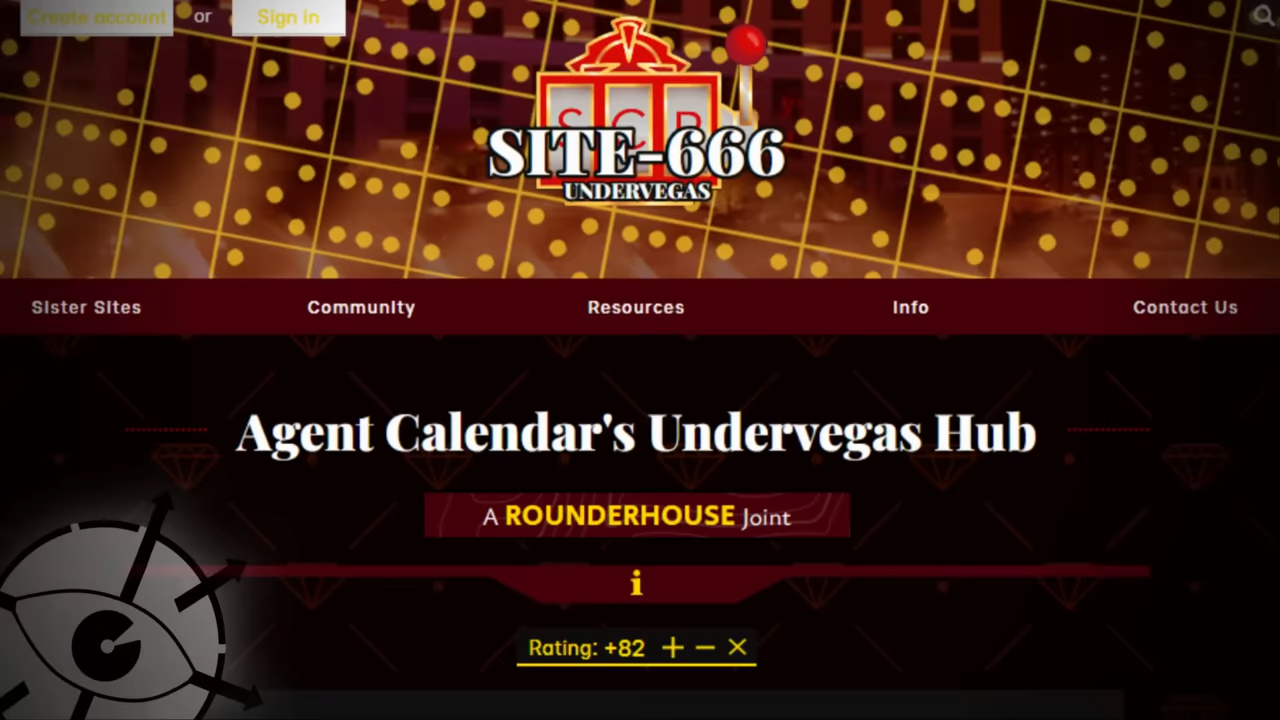 Create account or Sign in
SCP
SITE-666
UNDERVEGAS
Sister Sites Community Resources Info Contact Us
Agent Calendar's Undervegas Hub
A ROUNDERHOUSE Joint
i
Rating: +82 + − ×